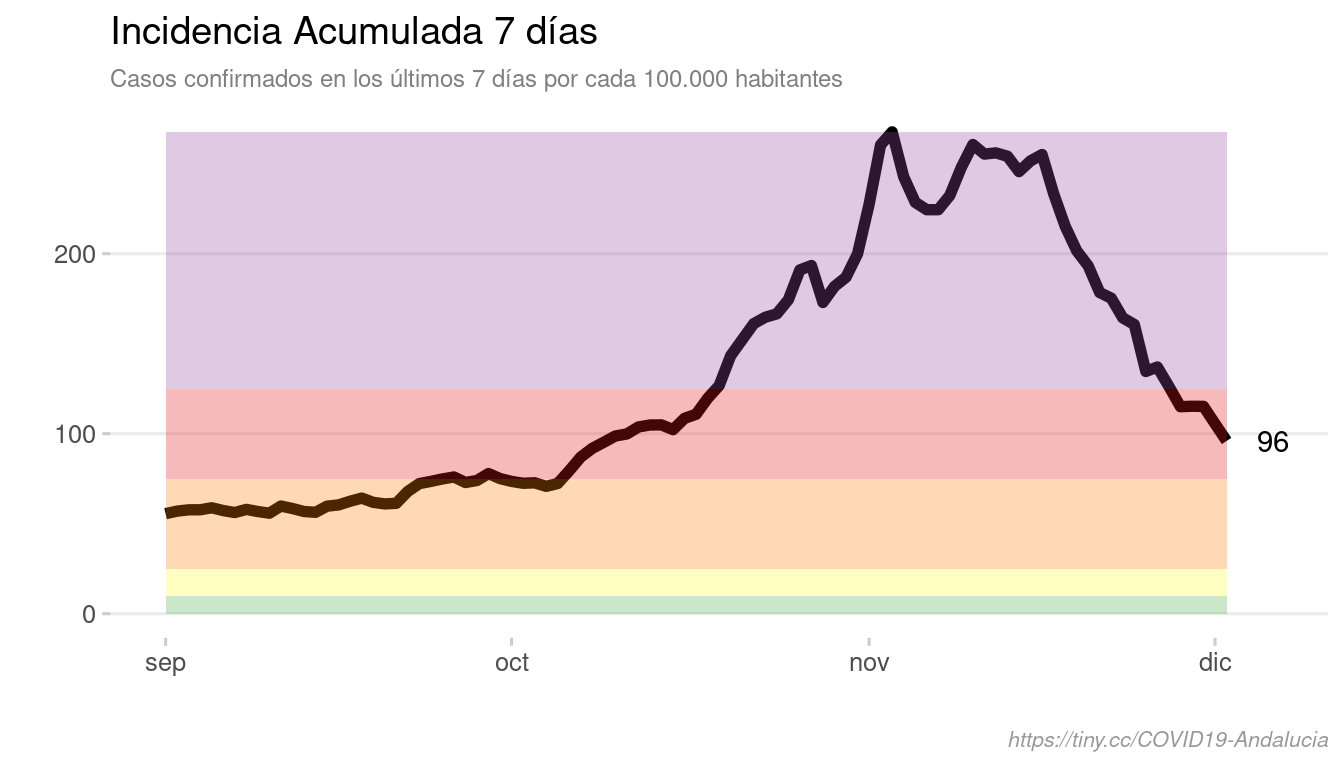 Incidencia Acumulada 7 días
Casos confirmados en los últimos 7 días por cada 100.000 habitantes
200
100
0
96
sep oct nov dic
https://tiny.cc/COVID19-Andalucia